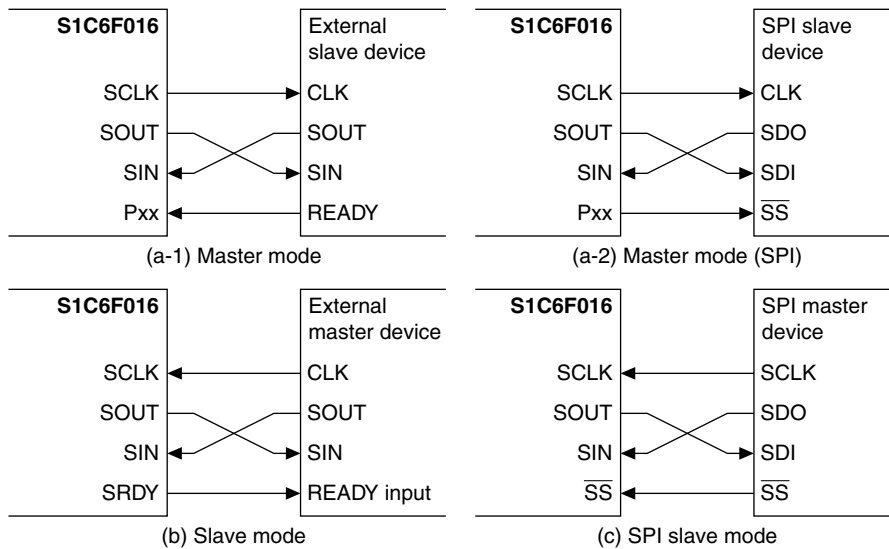 S1C6F016
SCLK
SOUT
SIN
Pxx
External
slave device
CLK
SOUT
SIN
READY
(a-1) Master mode
S1C6F016
SCLK
SOUT
SIN
Pxx
SPI slave
device
CLK
SDO
SDI
S̅S̅
(a-2) Master mode (SPI)
S1C6F016
SCLK
SOUT
SIN
SRDY
External
master device
CLK
SOUT
SIN
READY input
(b) Slave mode
S1C6F016
SCLK
SOUT
SIN
S̅S̅
SPI master
device
SCLK
SDO
SDI
S̅S̅
(c) SPI slave mode